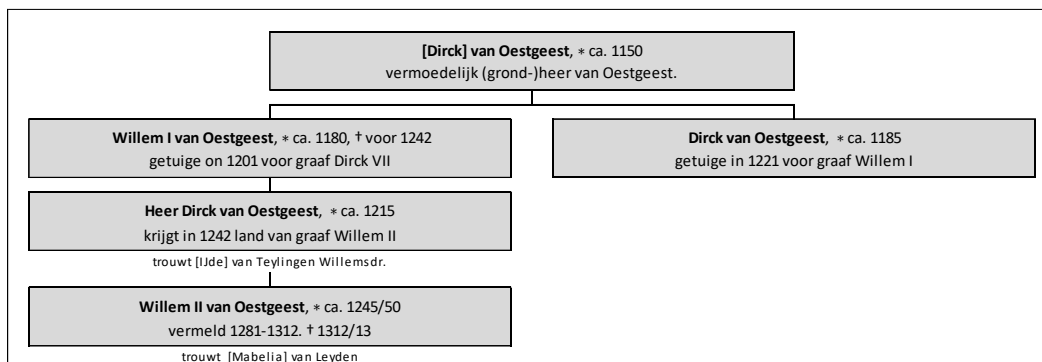 [Dirck] van Oestgeest, * ca. 1150
vermoedelijk (grond-)heer van Oestgeest.
Willem I van Oestgeest, * ca. 1180, † voor 1242
getuige on 1201 voor graaf Dirck VII
Dirck van Oestgeest, * ca. 1185
getuige in 1221 voor graaf Willem I
Heer Dirck van Oestgeest, * ca. 1215
krijgt in 1242 land van graaf Willem II
trouwt [IJde] van Teylingen Willemsdr.
Willem II van Oestgeest, * ca. 1245/50
vermeld 1281-1312. † 1312/13
trouwt [Mabelia] van Leyden